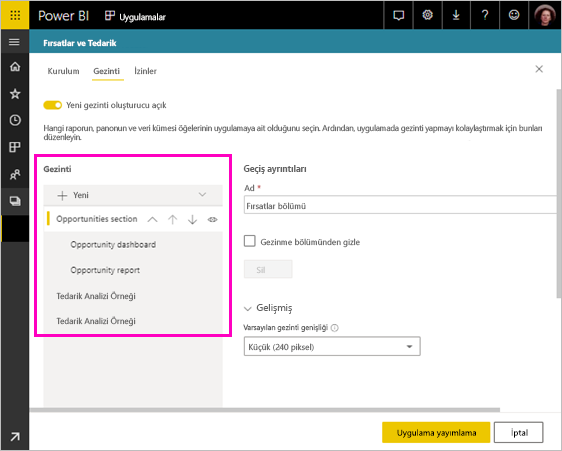 Power BI Uygulamalar
Fırsatlar ve Tedarik
Kurulum Gezinti İzinler
Yeni gezinti oluşturucu açık
Hangi raporun, panonun ve veri kümesi öğelerinin uygulamaya ait olduğunu seçin. Ardından, uygulamada gezinti yapmayı kolaylaştırmak için bunları
düzenleyin.
Gezinti
Yeni
Opportunities section
Opportunity dashboard
Opportunity report
Tedarik Analizi Örneği
Tedarik Analizi Örneği
Geçiş ayrıntıları
Ad *
Fırsatlar bölümü
Gezinme bölümünden gizle
Sil
Gelişmiş
Varsayılan gezinti genişliği
Küçük (240 piksel)
Uygulama yayımlama İptal